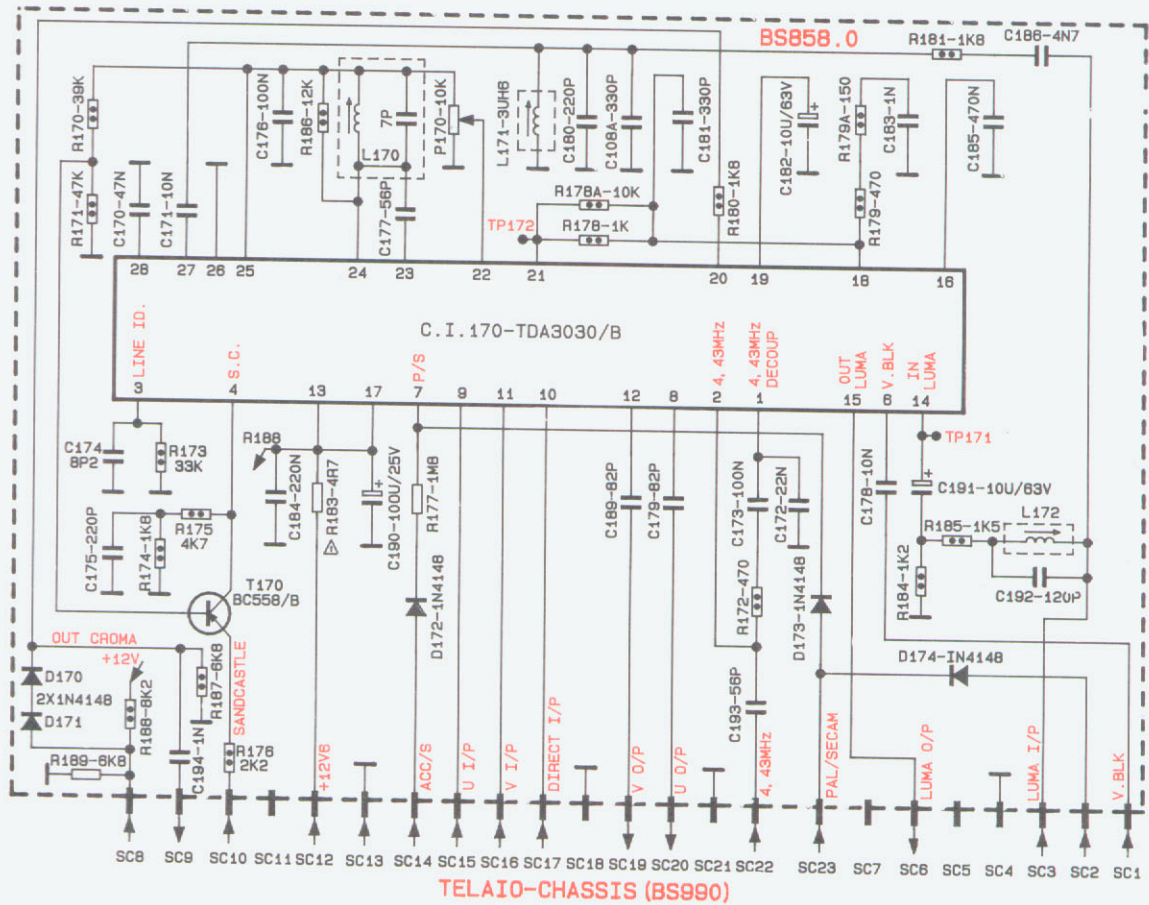 BS858.0
R181-1K8
C186-4N7
R170-39K
R171-47K
C170-47N
C171-10N
C176-100N
R186-12K
L170
7P
C177-56P
P170-10K
L171-3UH6
C180-220P
C108A-330P
C181-330P
R178A-10K
R178-1K
TP172
R180-1K8
C182-10U/63V
+
R179A-150
R179-470
C183-1N
C185-470N
28 27 26 25 24 23 22 21 20 19 18 16
C.I.170-TDA3030/B
LINE ID.
S.C.
P/S
4,43MHz
4,43MHz
DECOUP
OUT
LUMA
V.BLK
IN
LUMA
3 4 13 17 7 9 11 10 12 8 2 1 15 6 14
TP171
C174
8P2
R173
33K
C175-220P
R174-1K8
R175
4K7
T170
BC558/B
R188
C184-220N
R183-4R7
C190-100U/25V
+
R177-1M8
D172-1N4148
C189-82P
C179-82P
C173-100N
C172-22N
R172-470
C193-56P
D173-1N4148
C178-10N
+
C191-10U/63V
R185-1K5
L172
R184-1K2
C192-120P
D174-IN4148
OUT CROMA
+12V
D170
2X1N4148
D171
R188-8K2
R189-6K8
R187-6K8
C194-1N
SANDCASTLE
R176
2K2
+12V6
ACC/S
U I/P
V I/P
DIRECT I/P
V O/P
U O/P
4,43MHz
PAL/SECAM
LUMA O/P
LUMA I/P
V.BLK
SC8 SC9 SC10 SC11 SC12 SC13 SC14 SC15 SC16 SC17 SC18 SC19 SC20 SC21 SC22 SC23 SC7 SC6 SC5 SC4 SC3 SC2 SC1
TELAIO-CHASSIS (BS990)